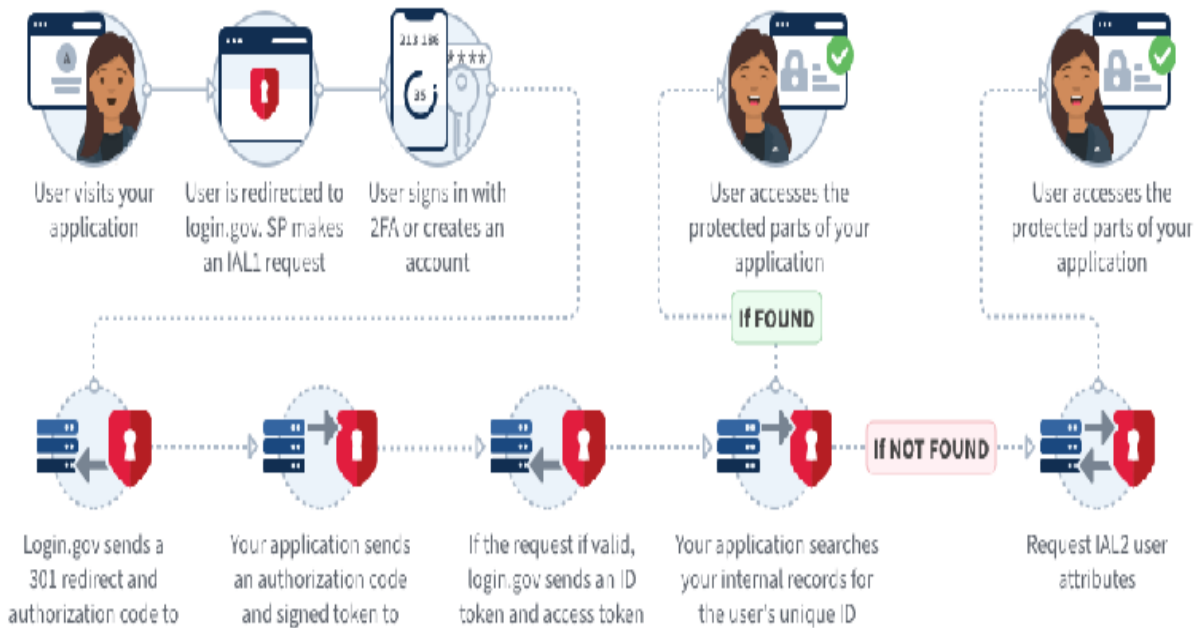 A
213 186
****
35
User visits your
application
User is redirected to
login.gov. SP makes
an IAL1 request
User signs in with
2FA or creates an
account
User accesses the
protected parts of your
application
User accesses the
protected parts of your
application
If FOUND
If NOT FOUND
Login.gov sends a
301 redirect and
authorization code to
Your application sends
an authorization code
and signed token to
If the request if valid,
login.gov sends an ID
token and access token
Your application searches
your internal records for
the user's unique ID
Request IAL2 user
attributes